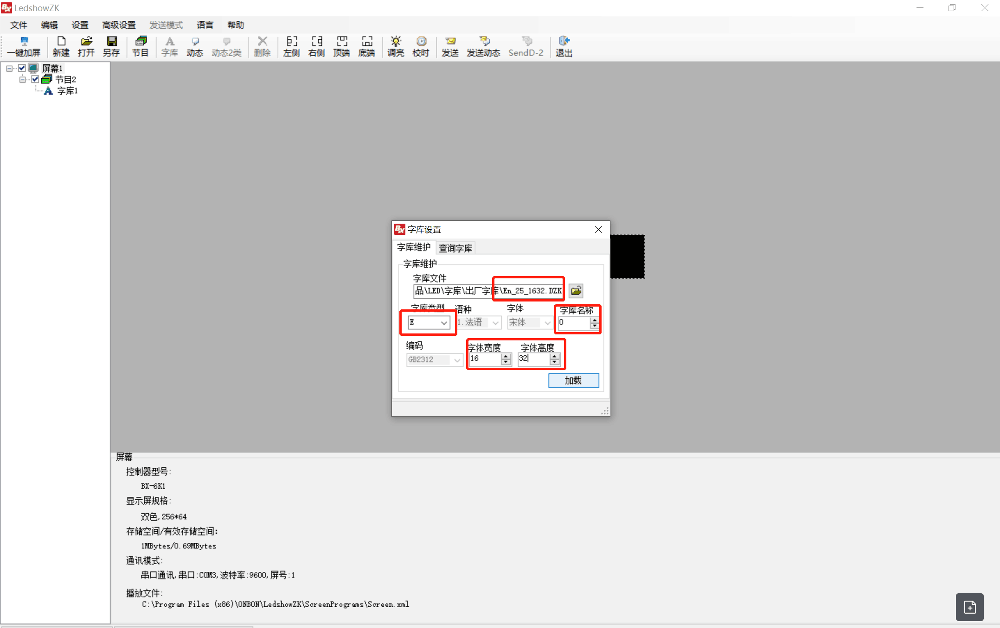 LedshowZK
文件 编辑 设置 高级设置 发送模式 语言 帮助
一键加屏 新建 打开 另存 节目 字库 动态 动态2类 删除 左侧 右侧 顶端 底端 调亮 校时 发送 发送动态 SendD-2 退出
屏幕1
节目2
字库1
字库设置
字库维护 查询字库
字库维护
字库文件
品\LED\字库\出厂字库\En_25_1632.DZK
字库类型 语种 字体 字库名称
E 1.法语 宋体 0
编码 字体宽度 字体高度
GB2312 16 32
加载
屏幕
控制器型号:
BX-6K1
显示屏规格:
双色,256*64
存储空间/有效存储空间:
1MBytes/0.69MBytes
通讯模式:
串口通讯,串口:COM3,波特率:9600,屏号:1
播放文件:
C:\Program Files (x86)\ONBON\LedshowZK\ScreenPrograms\Screen.xml